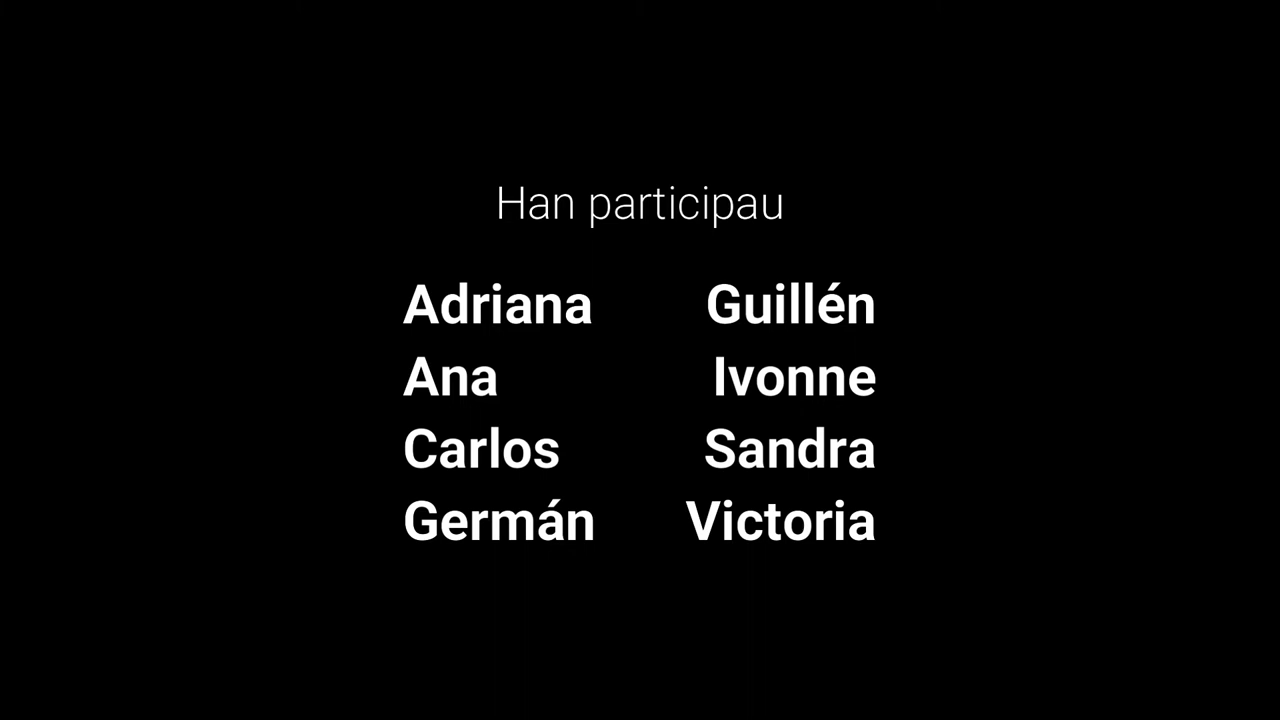 Han participau
Adriana Guillén
Ana Ivonne
Carlos Sandra
Germán Victoria